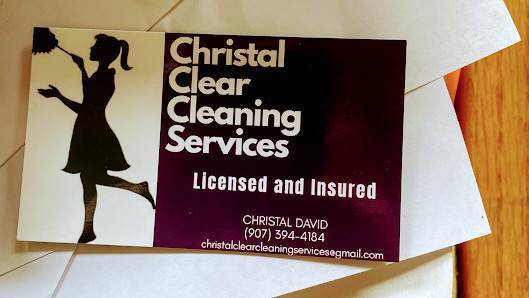 Christal
Clear
Cleaning
Services
Licensed and Insured
CHRISTAL DAVID
(907) 394-4184
christalclearcleaningservices@gmail.com